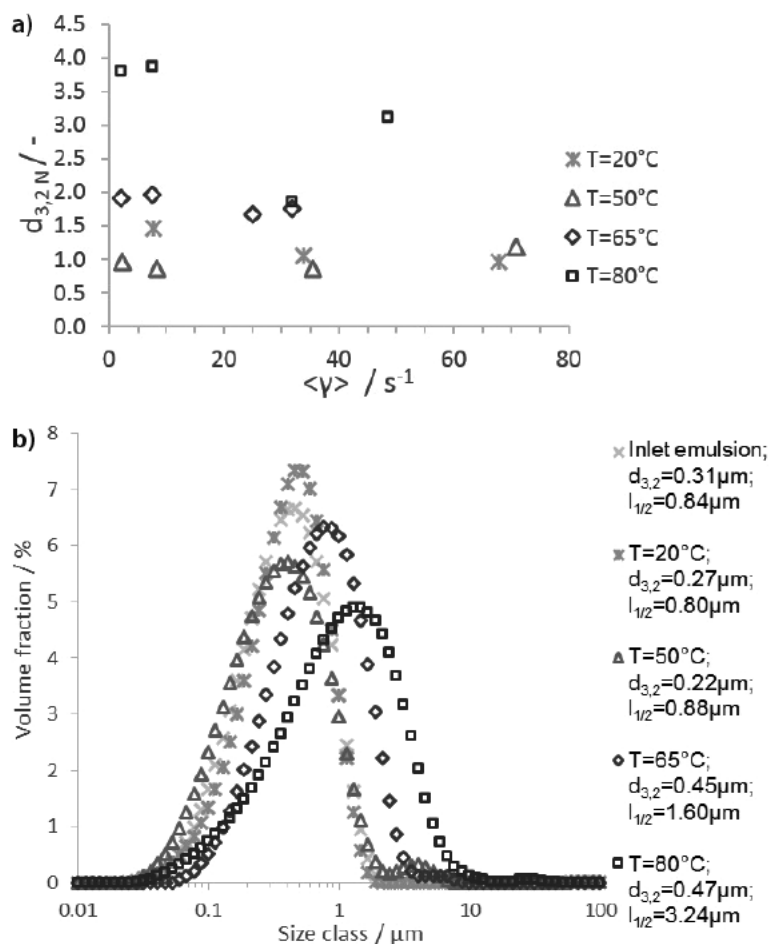 a)
4.5
4.0
3.5
3.0
2.5
2.0
1.5
1.0
0.5
0.0
d3,2 N / -
0 20 40 60 80
<γ> / s-1
T=20°C
T=50°C
T=65°C
T=80°C
b)
8
7
6
5
4
3
2
1
0
Volume fraction / %
0.01 0.1 1 10 100
Size class / µm
Inlet emulsion;
d3,2=0.31µm;
l1/2=0.84µm
T=20°C;
d3,2=0.27µm;
l1/2=0.80µm
T=50°C;
d3,2=0.22µm;
l1/2=0.88µm
T=65°C;
d3,2=0.45µm;
l1/2=1.60µm
T=80°C;
d3,2=0.47µm;
l1/2=3.24µm